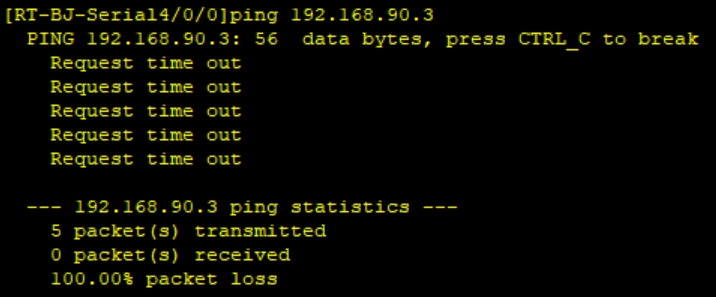 [RT-BJ-Serial4/0/0]ping 192.168.90.3
PING 192.168.90.3: 56  data bytes, press CTRL_C to break
Request time out
Request time out
Request time out
Request time out
Request time out
--- 192.168.90.3 ping statistics ---
5 packet(s) transmitted
0 packet(s) received
100.00% packet loss